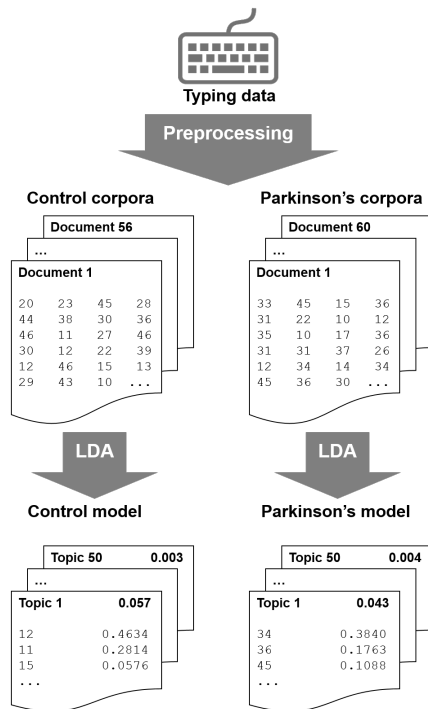 Typing data
Preprocessing
Control corpora
Document 56
...
Document 1
20 23 45 28
44 38 30 36
46 11 27 46
30 12 22 39
12 46 15 13
29 43 10 ...
Parkinson's corpora
Document 60
...
Document 1
33 45 15 36
31 22 10 12
35 10 17 36
31 31 37 26
12 34 14 34
45 36 30 ...
LDA
LDA
Control model
Topic 50 0.003
...
Topic 1 0.057
12 0.4634
11 0.2814
15 0.0576
...
Parkinson's model
Topic 50 0.004
...
Topic 1 0.043
34 0.3840
36 0.1763
45 0.1088
...